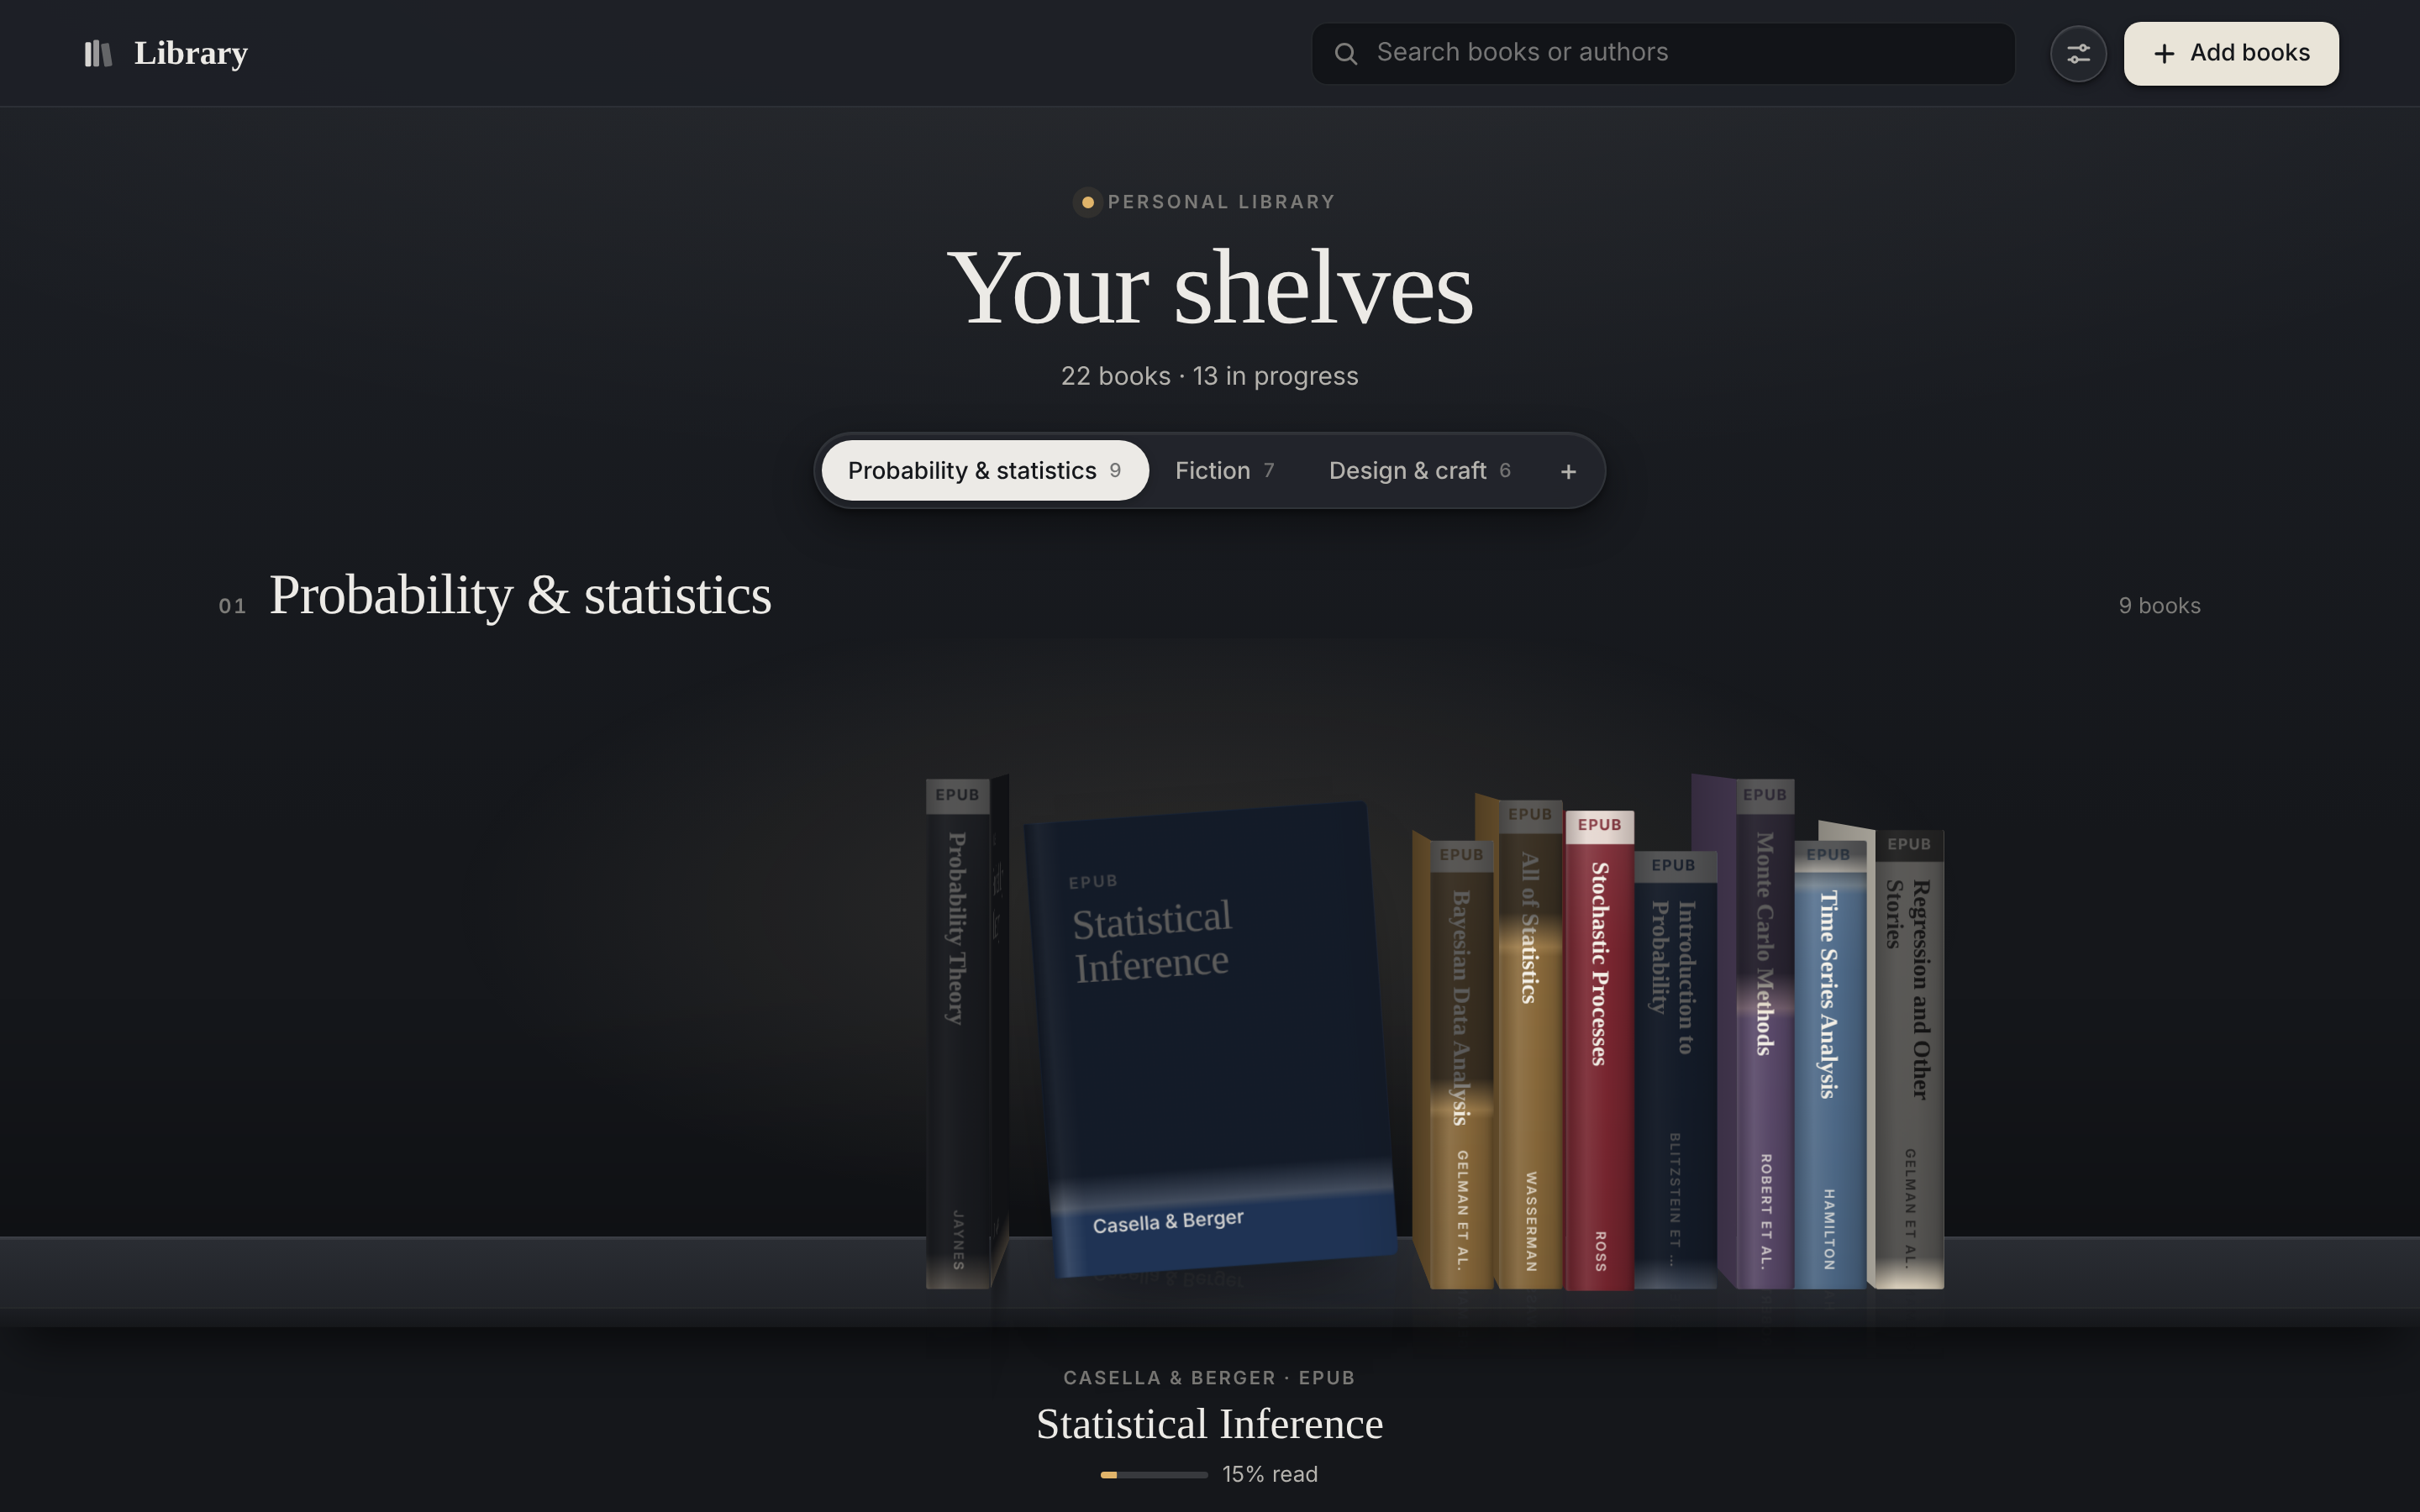 Library
Search books or authors
Add books
PERSONAL LIBRARY
Your shelves
22 books · 13 in progress
Probability & statistics 9
Fiction 7
Design & craft 6
+
01 Probability & statistics
9 books
EPUB
Probability Theory
JAYNES
EPUB
Statistical
Inference
Casella & Berger
EPUB
Bayesian Data Analysis
GELMAN ET AL.
EPUB
All of Statistics
WASSERMAN
EPUB
Stochastic Processes
ROSS
EPUB
Introduction to
Probability
BLITZSTEIN ET ...
EPUB
Monte Carlo Methods
ROBERT ET AL.
EPUB
Time Series Analysis
HAMILTON
EPUB
Regression and Other
Stories
GELMAN ET AL.
CASELLA & BERGER · EPUB
Statistical Inference
15% read